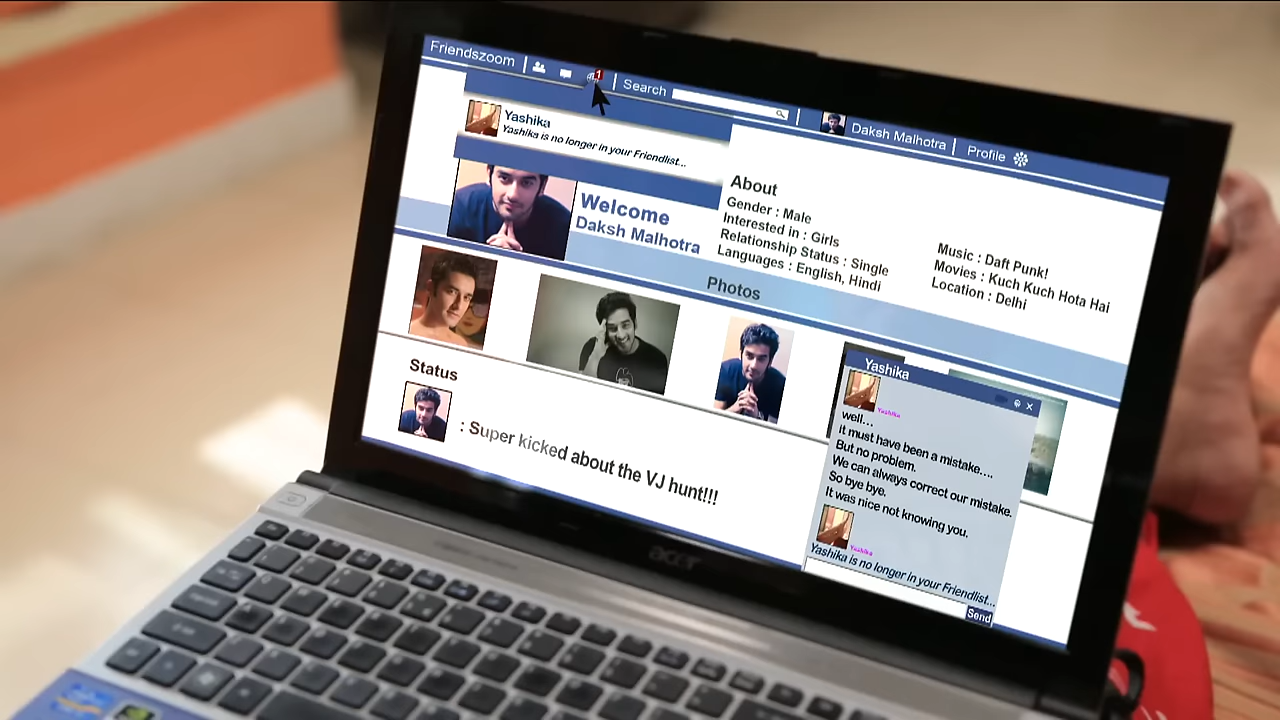 Friendszoom
1
Search
Daksh Malhotra
Profile
Yashika
Yashika is no longer in your Friendlist...
Welcome
Daksh Malhotra
About
Gender : Male
Interested in : Girls
Relationship Status : Single
Languages : English, Hindi
Music : Daft Punk!
Movies : Kuch Kuch Hota Hai
Location : Delhi
Photos
Status
: Super kicked about the VJ hunt!!!
Yashika
Yashika
well...
it must have been a mistake....
But no problem.
We can always correct our mistake.
So bye bye.
It was nice not knowing you.
Yashika
Yashika is no longer in your Friendlist...
Send
acer